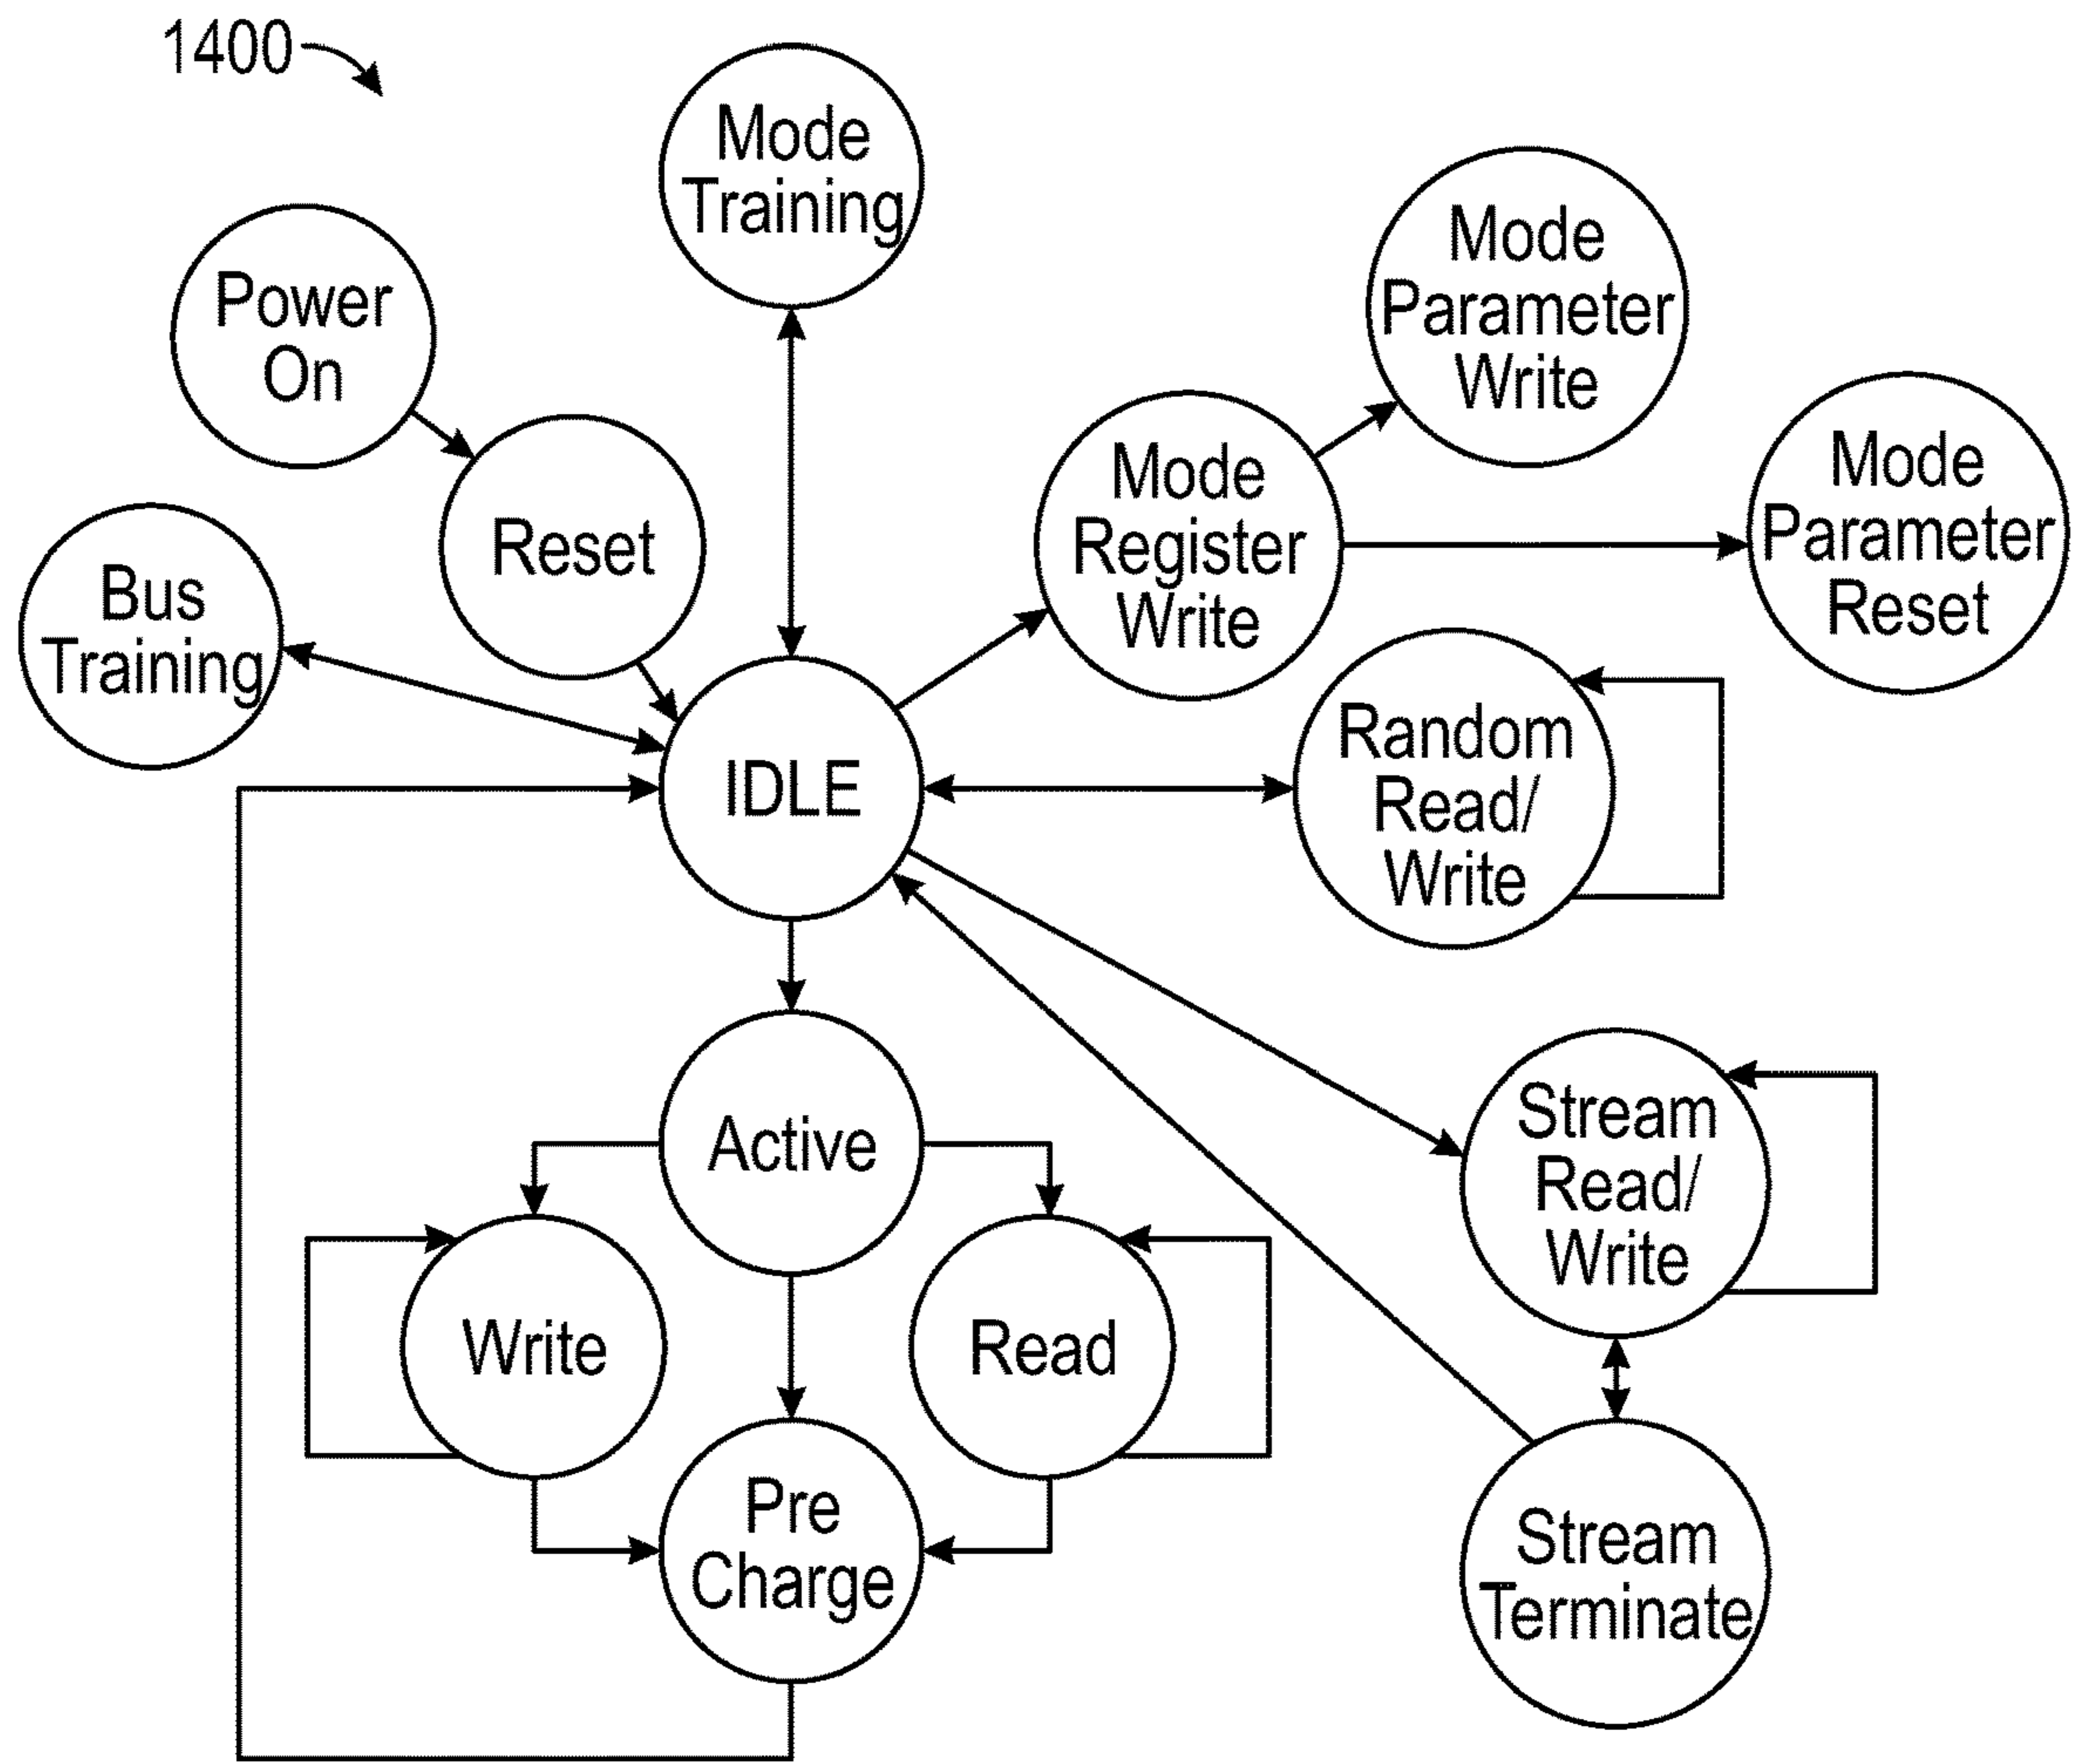 1400
Mode
Training
Power
On
Mode
Parameter
Write
Reset
Mode
Register
Write
Mode
Parameter
Reset
Bus
Training
IDLE
Random
Read/
Write
Active
Stream
Read/
Write
Write
Read
Pre
Charge
Stream
Terminate